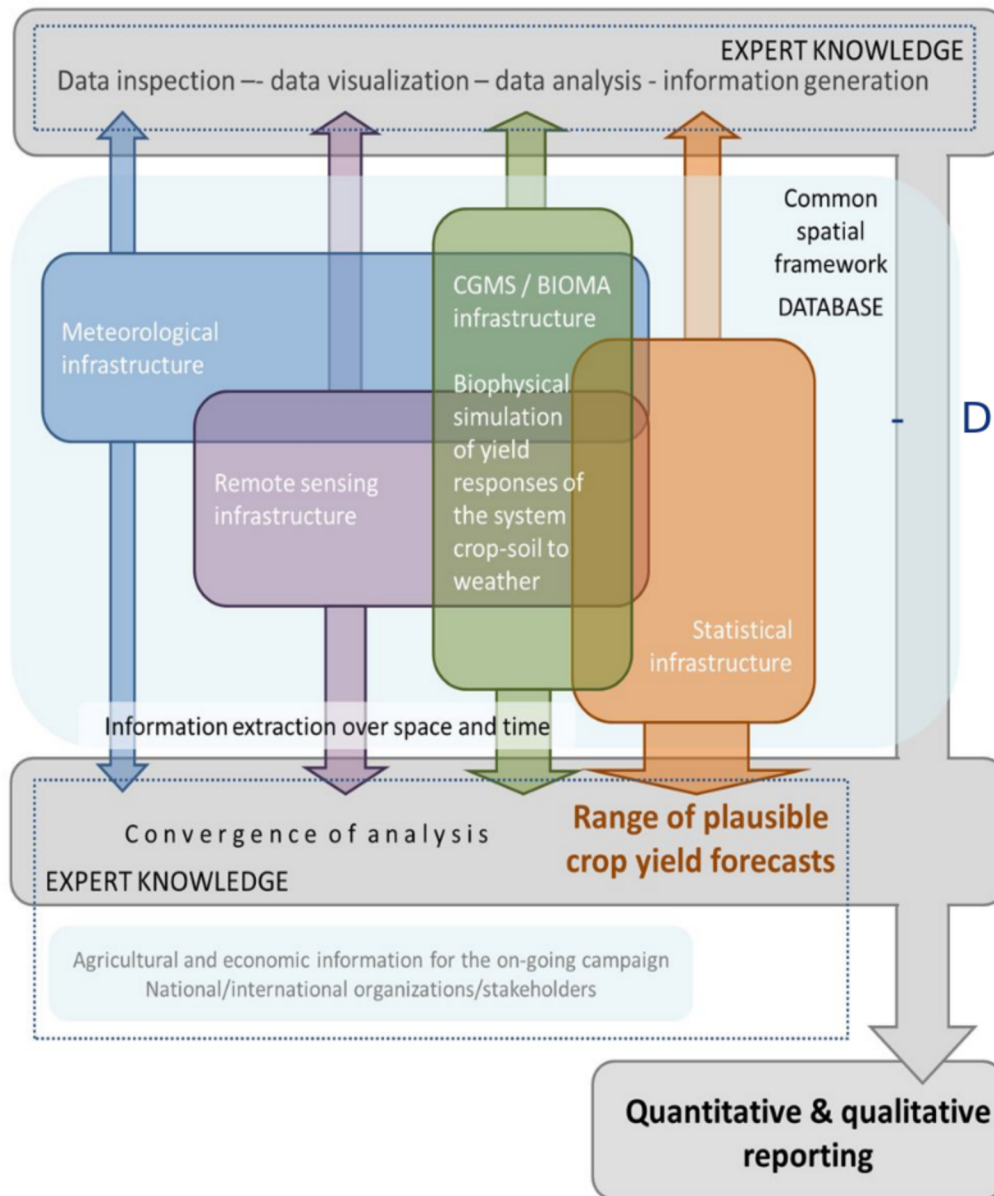 EXPERT KNOWLEDGE
Data inspection –- data visualization – data analysis - information generation
Common
spatial
framework
DATABASE
CGMS / BIOMA
infrastructure
Meteorological
infrastructure
Biophysical
simulation
of yield
responses of
the system
crop-soil to
weather
- D
Remote sensing
infrastructure
Statistical
infrastructure
Information extraction over space and time
Range of plausible
crop yield forecasts
Convergence of analysis
EXPERT KNOWLEDGE
Agricultural and economic information for the on-going campaign
National/international organizations/stakeholders
Quantitative & qualitative
reporting